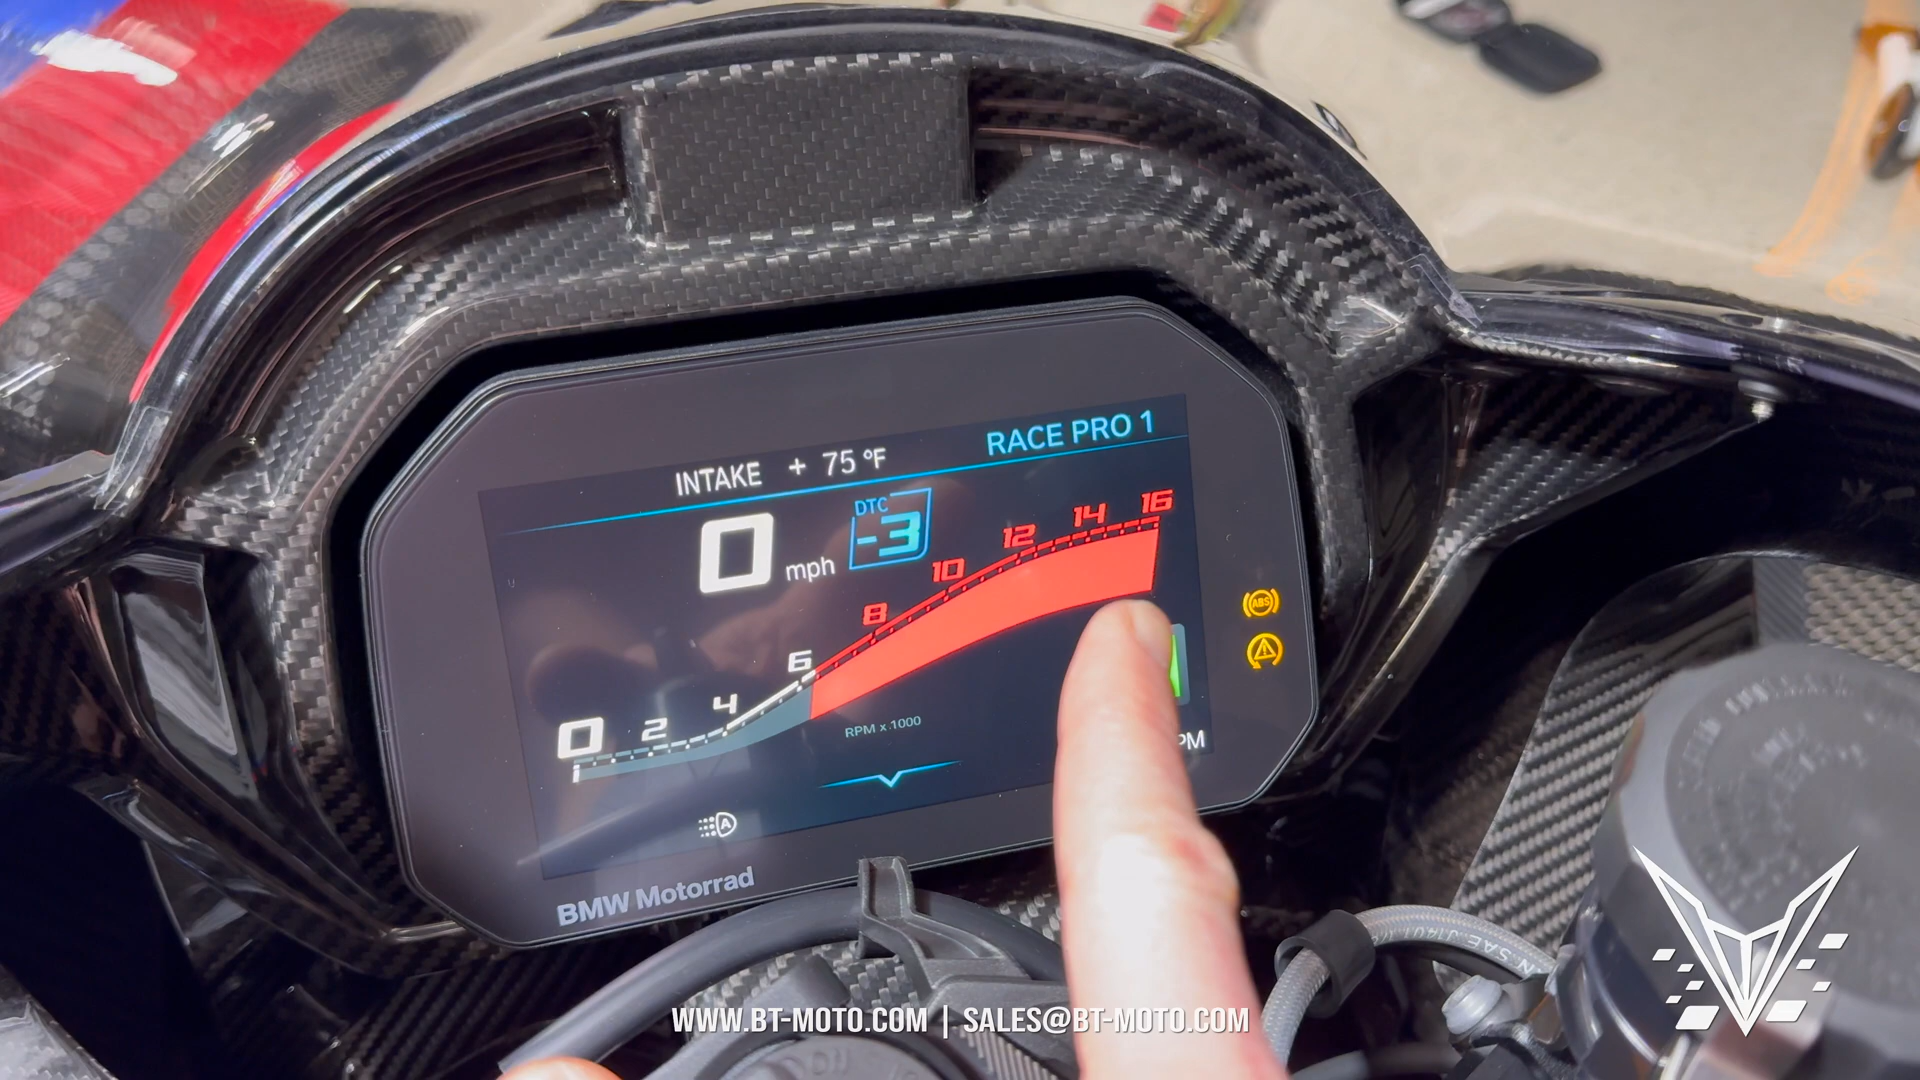 INTAKE + 75 °F
RACE PRO 1
0 mph
DTC
-3
0 2 4 6 8 10 12 14 16
RPM x 1000
PM
A
ABS
BMW Motorrad
WWW.BT-MOTO.COM | SALES@BT-MOTO.COM